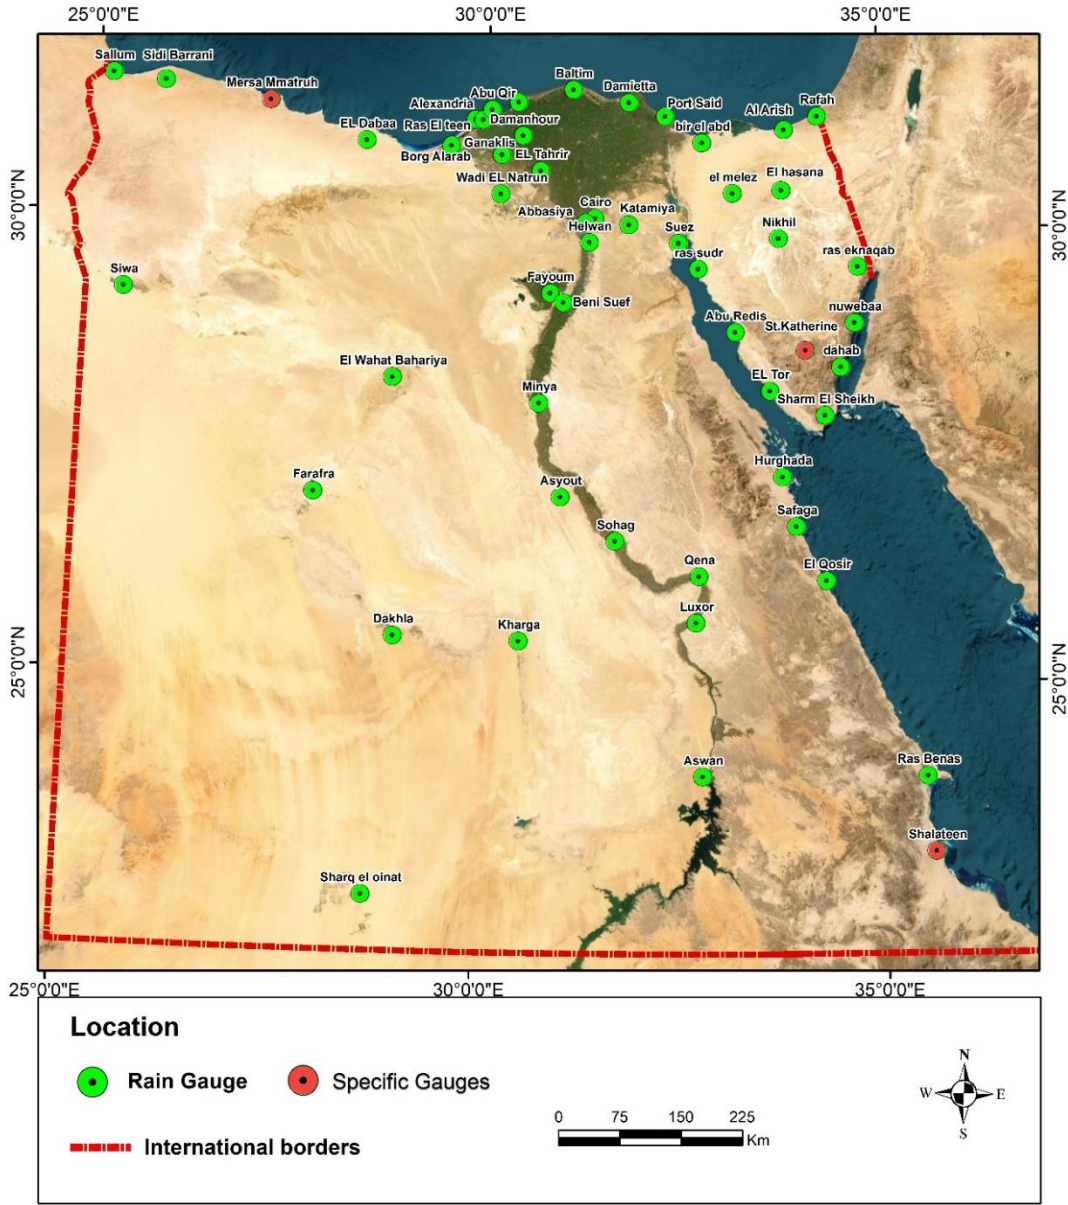 25°0'0"E 30°0'0"E 35°0'0"E
Sallum
Sidi Barrani
Mersa Mmatruh
EL Dabaa
Alexandria
Abu Qir
Ras El teen
Damanhour
Borg Alarab
Ganaklis
EL Tahrir
Wadi EL Natrun
Baltim
Damietta
Port Said
bir el abd
Al Arish
Rafah
el melez
El hasana
Nikhil
ras eknaqab
30°0'0"N
30°0'0"N
Abbasiya
Cairo
Katamiya
Helwan
Suez
ras sudr
Siwa
Fayoum
Beni Suef
Abu Redis
St.Katherine
nuwebaa
dahab
El Wahat Bahariya
Minya
EL Tor
Sharm El Sheikh
Farafra
Asyout
Hurghada
Sohag
Safaga
Qena
El Qosir
Dakhla
Kharga
Luxor
25°0'0"N
25°0'0"N
Aswan
Ras Benas
Shalateen
Sharq el oinat
25°0'0"E 30°0'0"E 35°0'0"E
Location
Rain Gauge
Specific Gauges
International borders
0 75 150 225
Km
N
W E
S